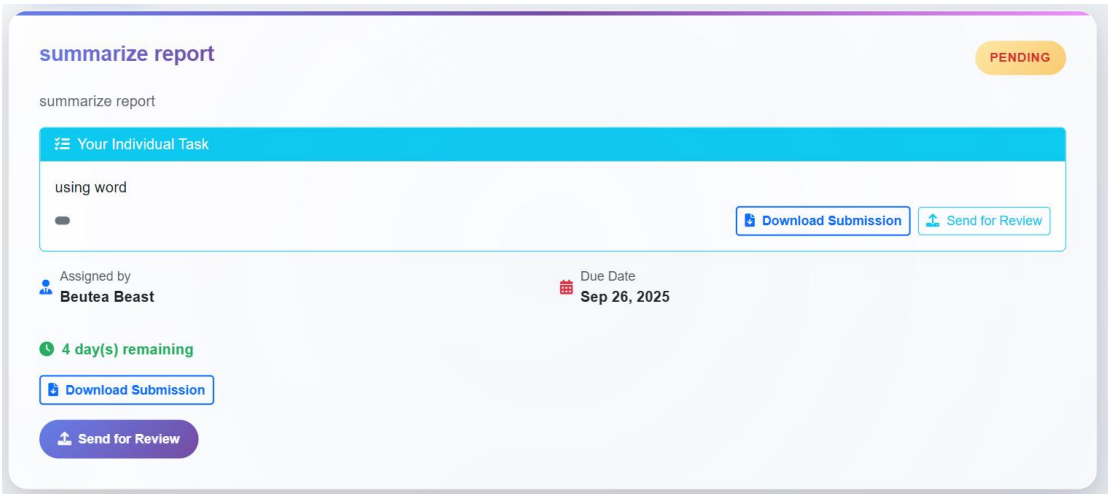 summarize report
PENDING
summarize report
Your Individual Task
using word
Download Submission
Send for Review
Assigned by
Beutea Beast
Due Date
Sep 26, 2025
4 day(s) remaining
Download Submission
Send for Review